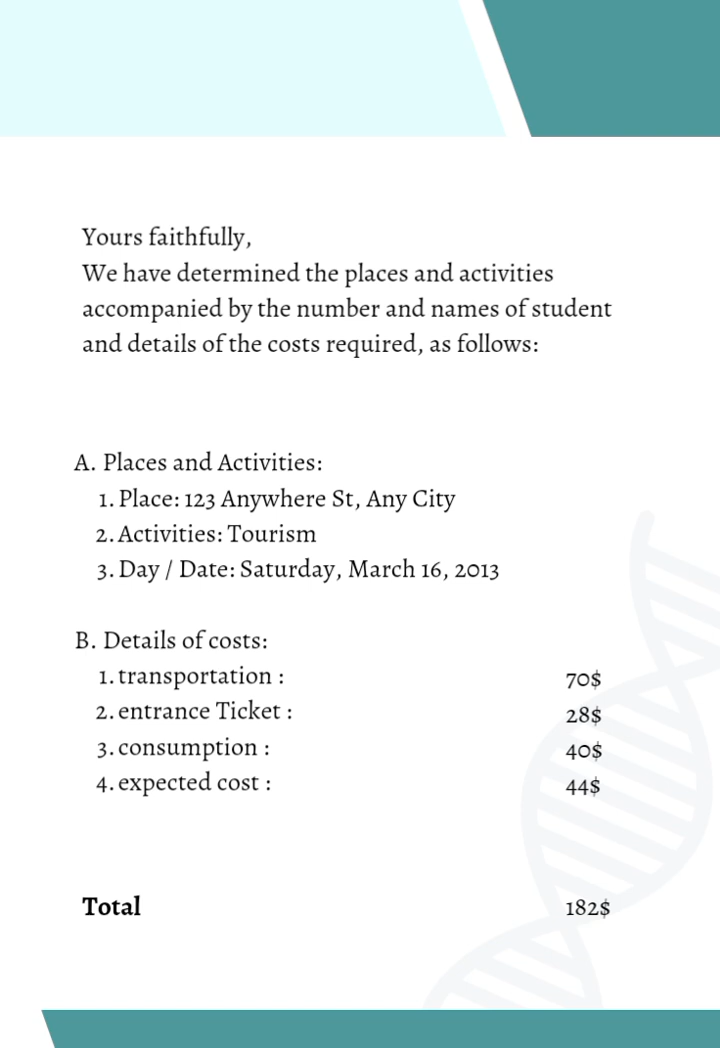 Yours faithfully,
We have determined the places and activities
accompanied by the number and names of student
and details of the costs required, as follows:
A. Places and Activities:
1. Place: 123 Anywhere St, Any City
2. Activities: Tourism
3. Day / Date: Saturday, March 16, 2013
B. Details of costs:
1. transportation : 70$
2. entrance Ticket : 28$
3. consumption : 40$
4. expected cost : 44$
Total 182$